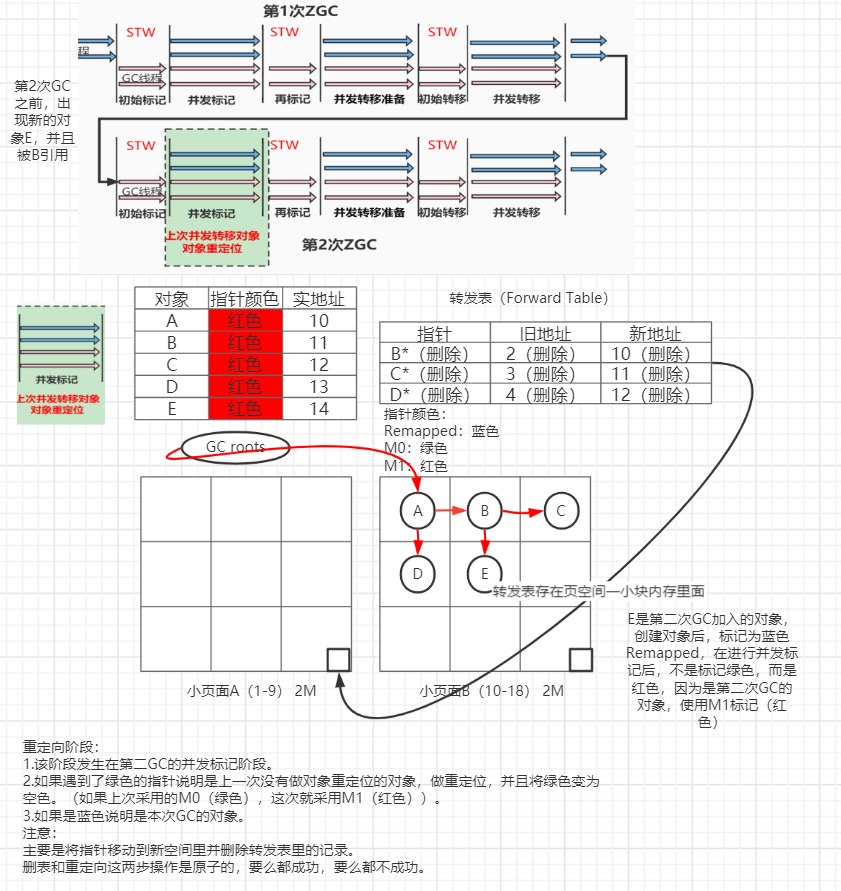 第1次ZGC
STW
STW
STW
程
GC线程
初始标记
并发标记
再标记
并发转移准备
初始转移
并发转移
第2次GC
之前，出
现新的对
象E，并且
被B引用
STW
STW
STW
GC线程
初始标记
并发标记
再标记
并发转移准备
初始转移
并发转移
上次并发转移对象
对象重定位
第2次ZGC
对象 指针颜色 实地址
A 红色 10
B 红色 11
C 红色 12
D 红色 13
E 红色 14
并发标记
上次并发转移对象
对象重定位
转发表（Forward Table）
指针 旧地址 新地址
B*（删除） 2（删除） 10（删除）
C*（删除） 3（删除） 11（删除）
D*（删除） 4（删除） 12（删除）
指针颜色：
Remapped：蓝色
M0：绿色
M1：红色
GC roots
A
B
C
D
E
转发表存在页空间一小块内存里面
小页面A（1-9） 2M
小页面B（10-18） 2M
E是第二次GC加入的对象，
创建对象后，标记为蓝色
Remapped，在进行并发标
记后，不是标记绿色，而是
红色，因为是第二次GC的
对象，使用M1标记（红
色）
重定向阶段：
1.该阶段发生在第二GC的并发标记阶段。
2.如果遇到了绿色的指针说明是上一次没有做对象重定位的对象，做重定位，并且将绿色变为
空色。（如果上次采用的M0（绿色），这次就采用M1（红色））。
3.如果是蓝色说明是本次GC的对象。
注意：
主要是将指针移动到新空间里并删除转发表里的记录。
删表和重定向这两步操作是原子的，要么都成功，要么都不成功。